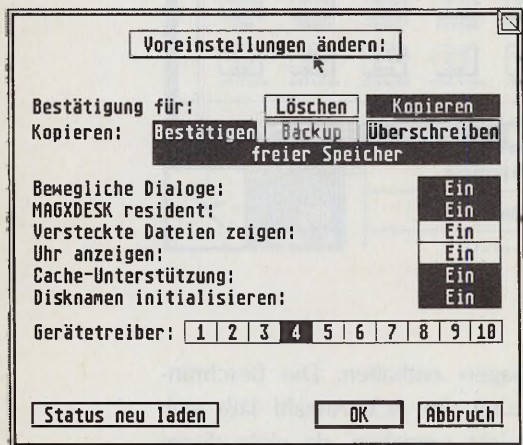 Voreinstellungen ändern:
Bestätigung für: Löschen Kopieren
Kopieren: Bestätigen Backup überschreiben
freier Speicher
Bewegliche Dialoge: Ein
MAGXDESK resident: Ein
Versteckte Dateien zeigen: Ein
Uhr anzeigen: Ein
Cache-Unterstützung: Ein
Disknamen initialisieren: Ein
Gerätetreiber: 1 2 3 4 5 6 7 8 9 10
Status neu laden OK Abbruch